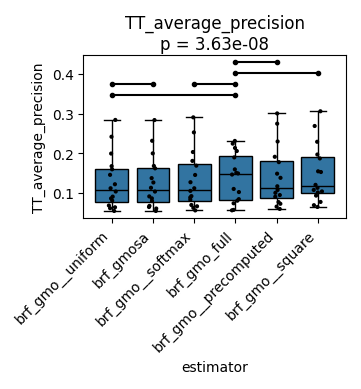 TT_average_precision
p = 3.63e-08
TT_average_precision
0.4
0.3
0.2
0.1
brf_gmo__uniform
brf_gmosa
brf_gmo__softmax
brf_gmo_full
brf_gmo__precomputed
brf_gmo__square
estimator